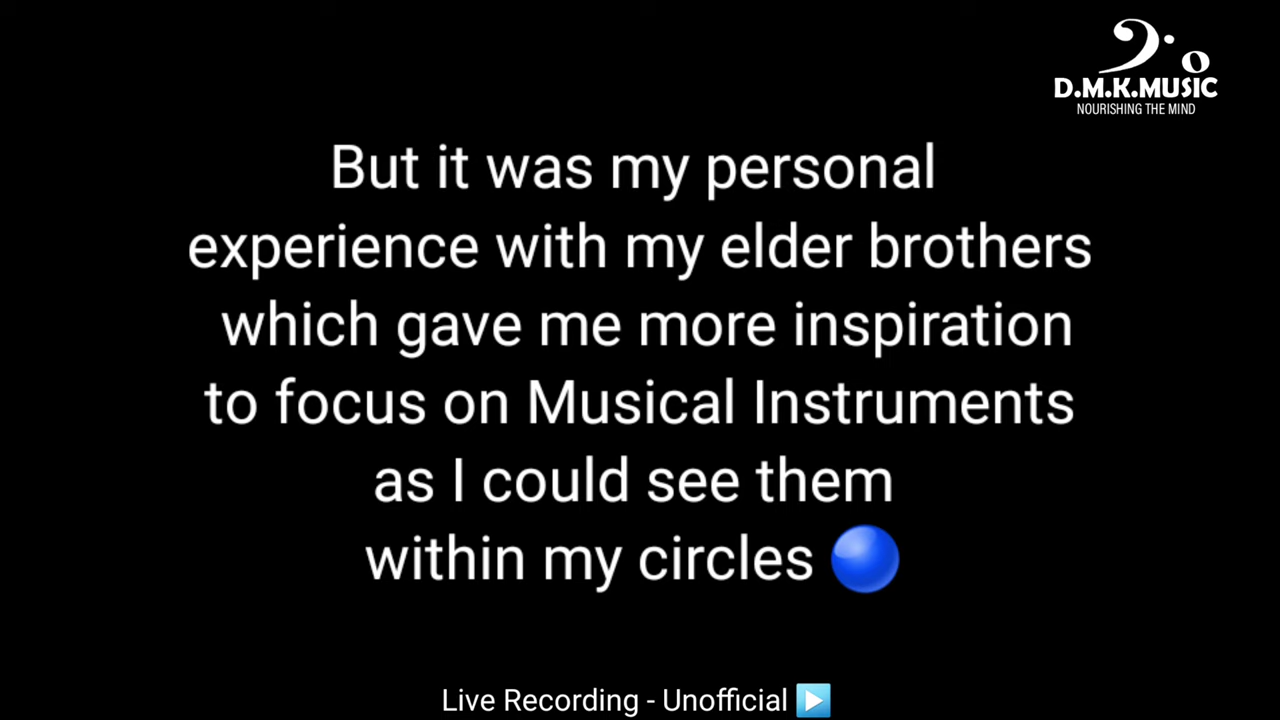 D.M.K.MUSIC
NOURISHING THE MIND
But it was my personal
experience with my elder brothers
which gave me more inspiration
to focus on Musical Instruments
as I could see them
within my circles 🔵
Live Recording - Unofficial ▶️